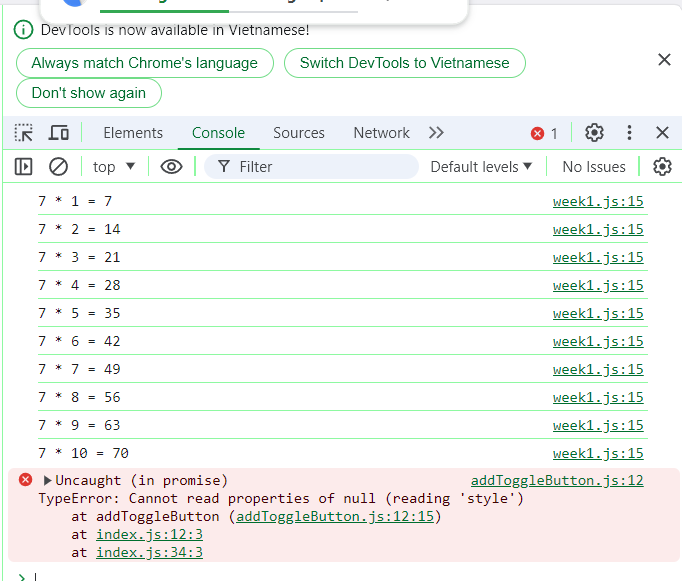 DevTools is now available in Vietnamese!
Always match Chrome's language
Switch DevTools to Vietnamese
Don't show again
Elements Console Sources Network 1
top Filter Default levels No Issues
7 * 1 = 7 week1.js:15
7 * 2 = 14 week1.js:15
7 * 3 = 21 week1.js:15
7 * 4 = 28 week1.js:15
7 * 5 = 35 week1.js:15
7 * 6 = 42 week1.js:15
7 * 7 = 49 week1.js:15
7 * 8 = 56 week1.js:15
7 * 9 = 63 week1.js:15
7 * 10 = 70 week1.js:15
Uncaught (in promise) addToggleButton.js:12
TypeError: Cannot read properties of null (reading 'style')
at addToggleButton (addToggleButton.js:12:15)
at index.js:12:3
at index.js:34:3